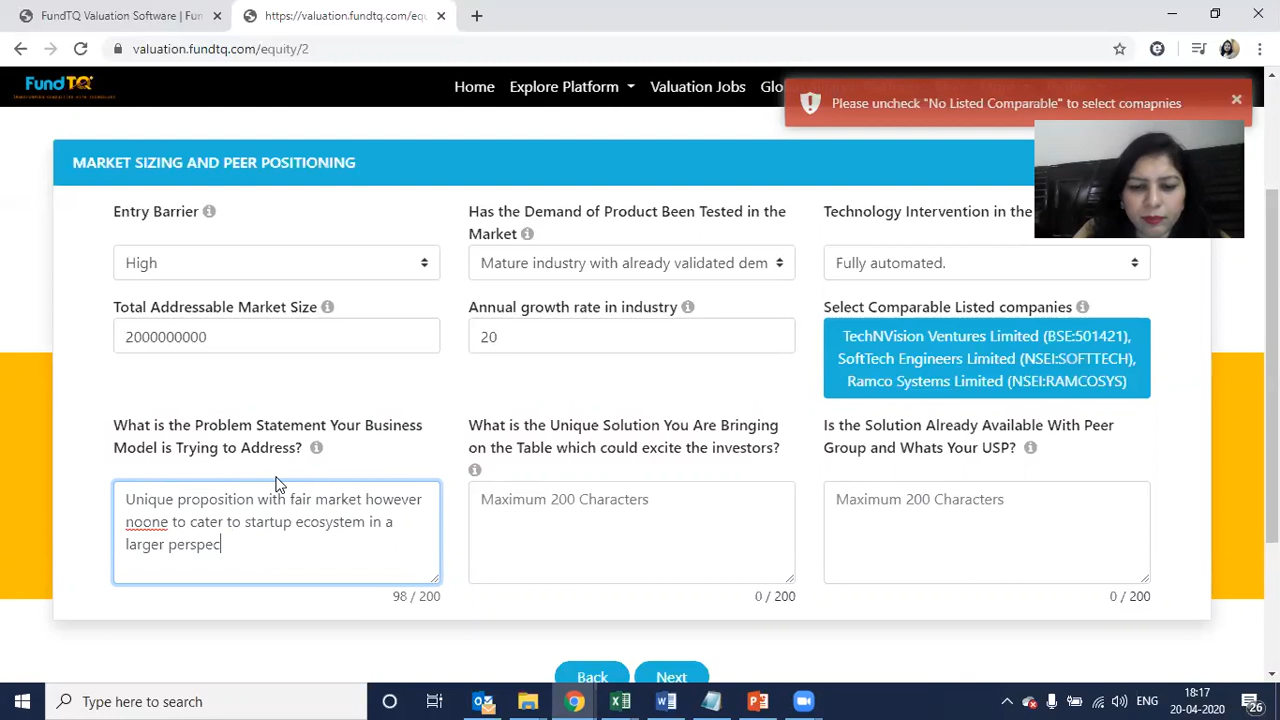 FundTQ Valuation Software | Fund
https://valuation.fundtq.com/equ
valuation.fundtq.com/equity/2
FundTQ
Home
Explore Platform
Valuation Jobs
Glo
Please uncheck "No Listed Comparable" to select comapnies
MARKET SIZING AND PEER POSITIONING
Entry Barrier
Has the Demand of Product Been Tested in the
Market
Technology Intervention in the
High
Mature industry with already validated dem
Fully automated.
Total Addressable Market Size
Annual growth rate in industry
Select Comparable Listed companies
2000000000
20
TechNVision Ventures Limited (BSE:501421),
SoftTech Engineers Limited (NSEI:SOFTTECH),
Ramco Systems Limited (NSEI:RAMCOSYS)
What is the Problem Statement Your Business
Model is Trying to Address?
What is the Unique Solution You Are Bringing
on the Table which could excite the investors?
Is the Solution Already Available With Peer
Group and Whats Your USP?
Unique proposition with fair market however
noone to cater to startup ecosystem in a
larger perspec
Maximum 200 Characters
Maximum 200 Characters
98 / 200
0 / 200
0 / 200
Back
Next
Type here to search
ENG
18:17
20-04-2020
26